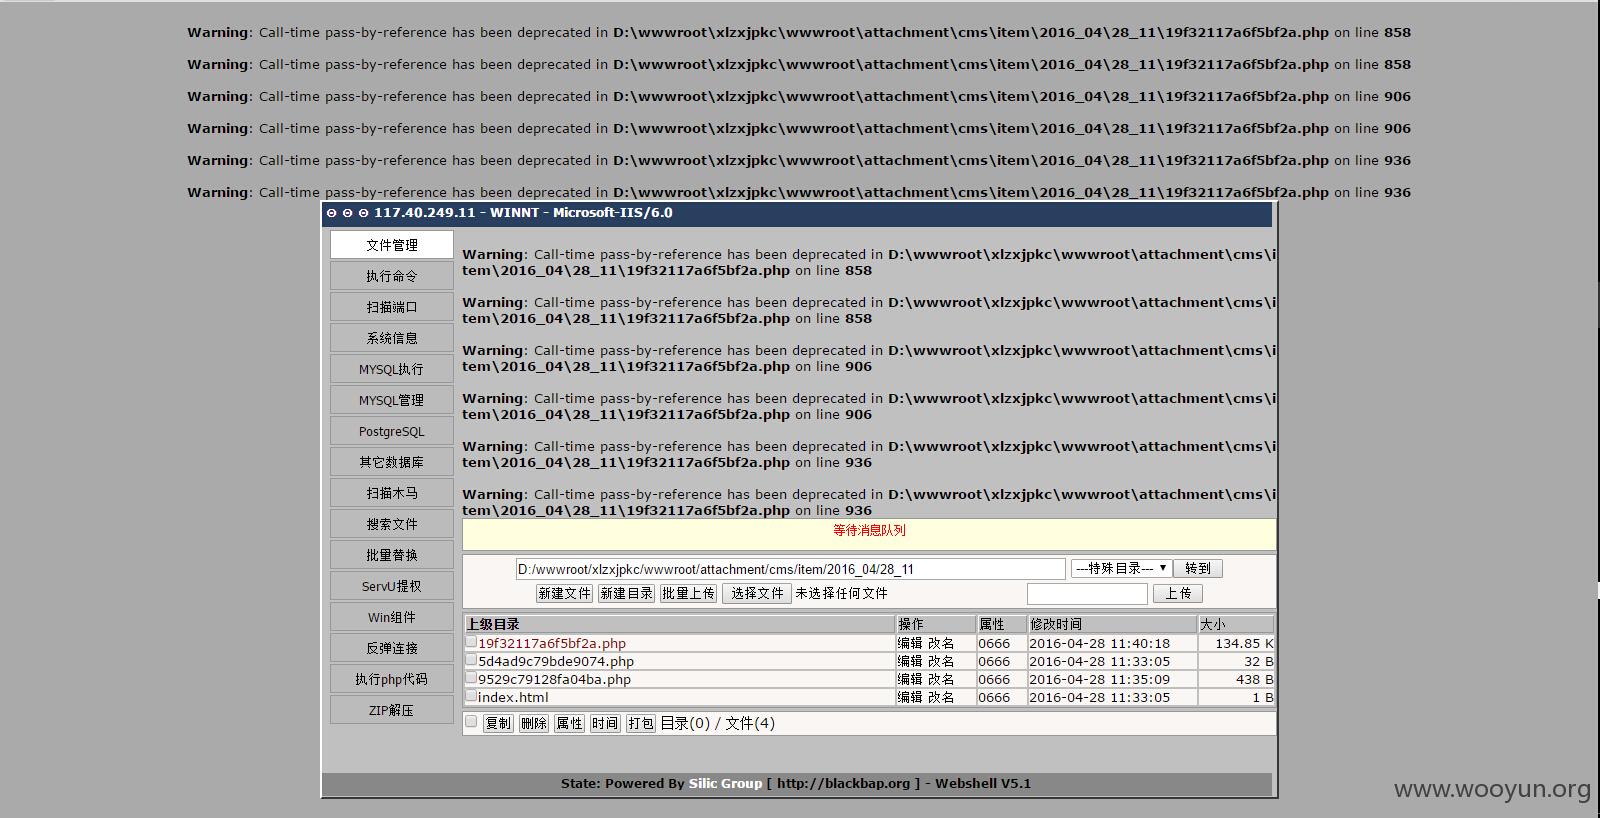 Warning: Call-time pass-by-reference has been deprecated in D:\wwwroot\xlzxjpkc\wwwroot\attachment\cms\item\2016_04\28_11\19f32117a6f5bf2a.php on line 858
Warning: Call-time pass-by-reference has been deprecated in D:\wwwroot\xlzxjpkc\wwwroot\attachment\cms\item\2016_04\28_11\19f32117a6f5bf2a.php on line 858
Warning: Call-time pass-by-reference has been deprecated in D:\wwwroot\xlzxjpkc\wwwroot\attachment\cms\item\2016_04\28_11\19f32117a6f5bf2a.php on line 906
Warning: Call-time pass-by-reference has been deprecated in D:\wwwroot\xlzxjpkc\wwwroot\attachment\cms\item\2016_04\28_11\19f32117a6f5bf2a.php on line 906
Warning: Call-time pass-by-reference has been deprecated in D:\wwwroot\xlzxjpkc\wwwroot\attachment\cms\item\2016_04\28_11\19f32117a6f5bf2a.php on line 936
Warning: Call-time pass-by-reference has been deprecated in D:\wwwroot\xlzxjpkc\wwwroot\attachment\cms\item\2016_04\28_11\19f32117a6f5bf2a.php on line 936
⊙ ⊙ ⊙ 117.40.249.11 - WINNT - Microsoft-IIS/6.0
文件管理
执行命令
扫描端口
系统信息
MYSQL执行
MYSQL管理
PostgreSQL
其它数据库
扫描木马
搜索文件
批量替换
ServU提权
Win组件
反弹连接
执行php代码
ZIP解压
Warning: Call-time pass-by-reference has been deprecated in D:\wwwroot\xlzxjpkc\wwwroot\attachment\cms\i
tem\2016_04\28_11\19f32117a6f5bf2a.php on line 858
Warning: Call-time pass-by-reference has been deprecated in D:\wwwroot\xlzxjpkc\wwwroot\attachment\cms\i
tem\2016_04\28_11\19f32117a6f5bf2a.php on line 858
Warning: Call-time pass-by-reference has been deprecated in D:\wwwroot\xlzxjpkc\wwwroot\attachment\cms\i
tem\2016_04\28_11\19f32117a6f5bf2a.php on line 906
Warning: Call-time pass-by-reference has been deprecated in D:\wwwroot\xlzxjpkc\wwwroot\attachment\cms\i
tem\2016_04\28_11\19f32117a6f5bf2a.php on line 906
Warning: Call-time pass-by-reference has been deprecated in D:\wwwroot\xlzxjpkc\wwwroot\attachment\cms\i
tem\2016_04\28_11\19f32117a6f5bf2a.php on line 936
Warning: Call-time pass-by-reference has been deprecated in D:\wwwroot\xlzxjpkc\wwwroot\attachment\cms\i
tem\2016_04\28_11\19f32117a6f5bf2a.php on line 936
等待消息队列
D:/wwwroot/xlzxjpkc/wwwroot/attachment/cms/item/2016_04/28_11 ---特殊目录--- 转到
新建文件 新建目录 批量上传 选择文件 未选择任何文件 上传
上级目录 操作 属性 修改时间 大小
19f32117a6f5bf2a.php 编辑 改名 0666 2016-04-28 11:40:18 134.85 K
5d4ad9c79bde9074.php 编辑 改名 0666 2016-04-28 11:33:05 32 B
9529c79128fa04ba.php 编辑 改名 0666 2016-04-28 11:35:09 438 B
index.html 编辑 改名 0666 2016-04-28 11:33:05 1 B
复制 删除 属性 时间 打包 目录(0) / 文件(4)
State: Powered By Silic Group [ http://blackbap.org ] - Webshell V5.1
www.wooyun.org